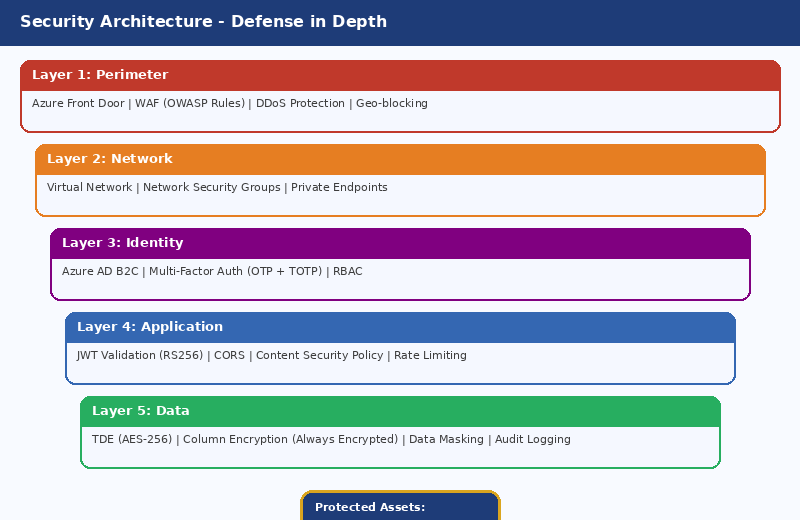 Security Architecture - Defense in Depth
Layer 1: Perimeter
Azure Front Door | WAF (OWASP Rules) | DDoS Protection | Geo-blocking
Layer 2: Network
Virtual Network | Network Security Groups | Private Endpoints
Layer 3: Identity
Azure AD B2C | Multi-Factor Auth (OTP + TOTP) | RBAC
Layer 4: Application
JWT Validation (RS256) | CORS | Content Security Policy | Rate Limiting
Layer 5: Data
TDE (AES-256) | Column Encryption (Always Encrypted) | Data Masking | Audit Logging
Protected Assets: